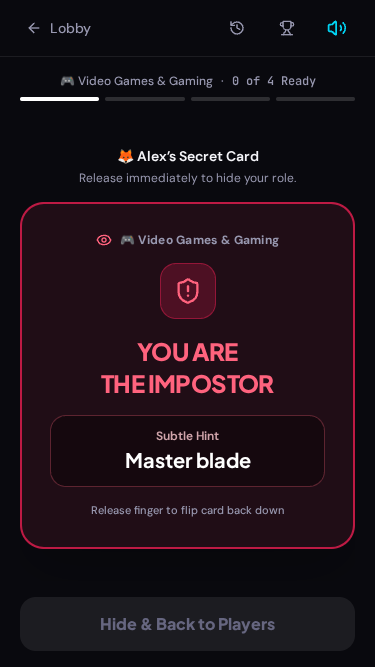 Lobby
🎮 Video Games & Gaming · 0 of 4 Ready
🦊 Alex's Secret Card
Release immediately to hide your role.
🎮 Video Games & Gaming
YOU ARE
THE IMPOSTOR
Subtle Hint
Master blade
Release finger to flip card back down
Hide & Back to Players